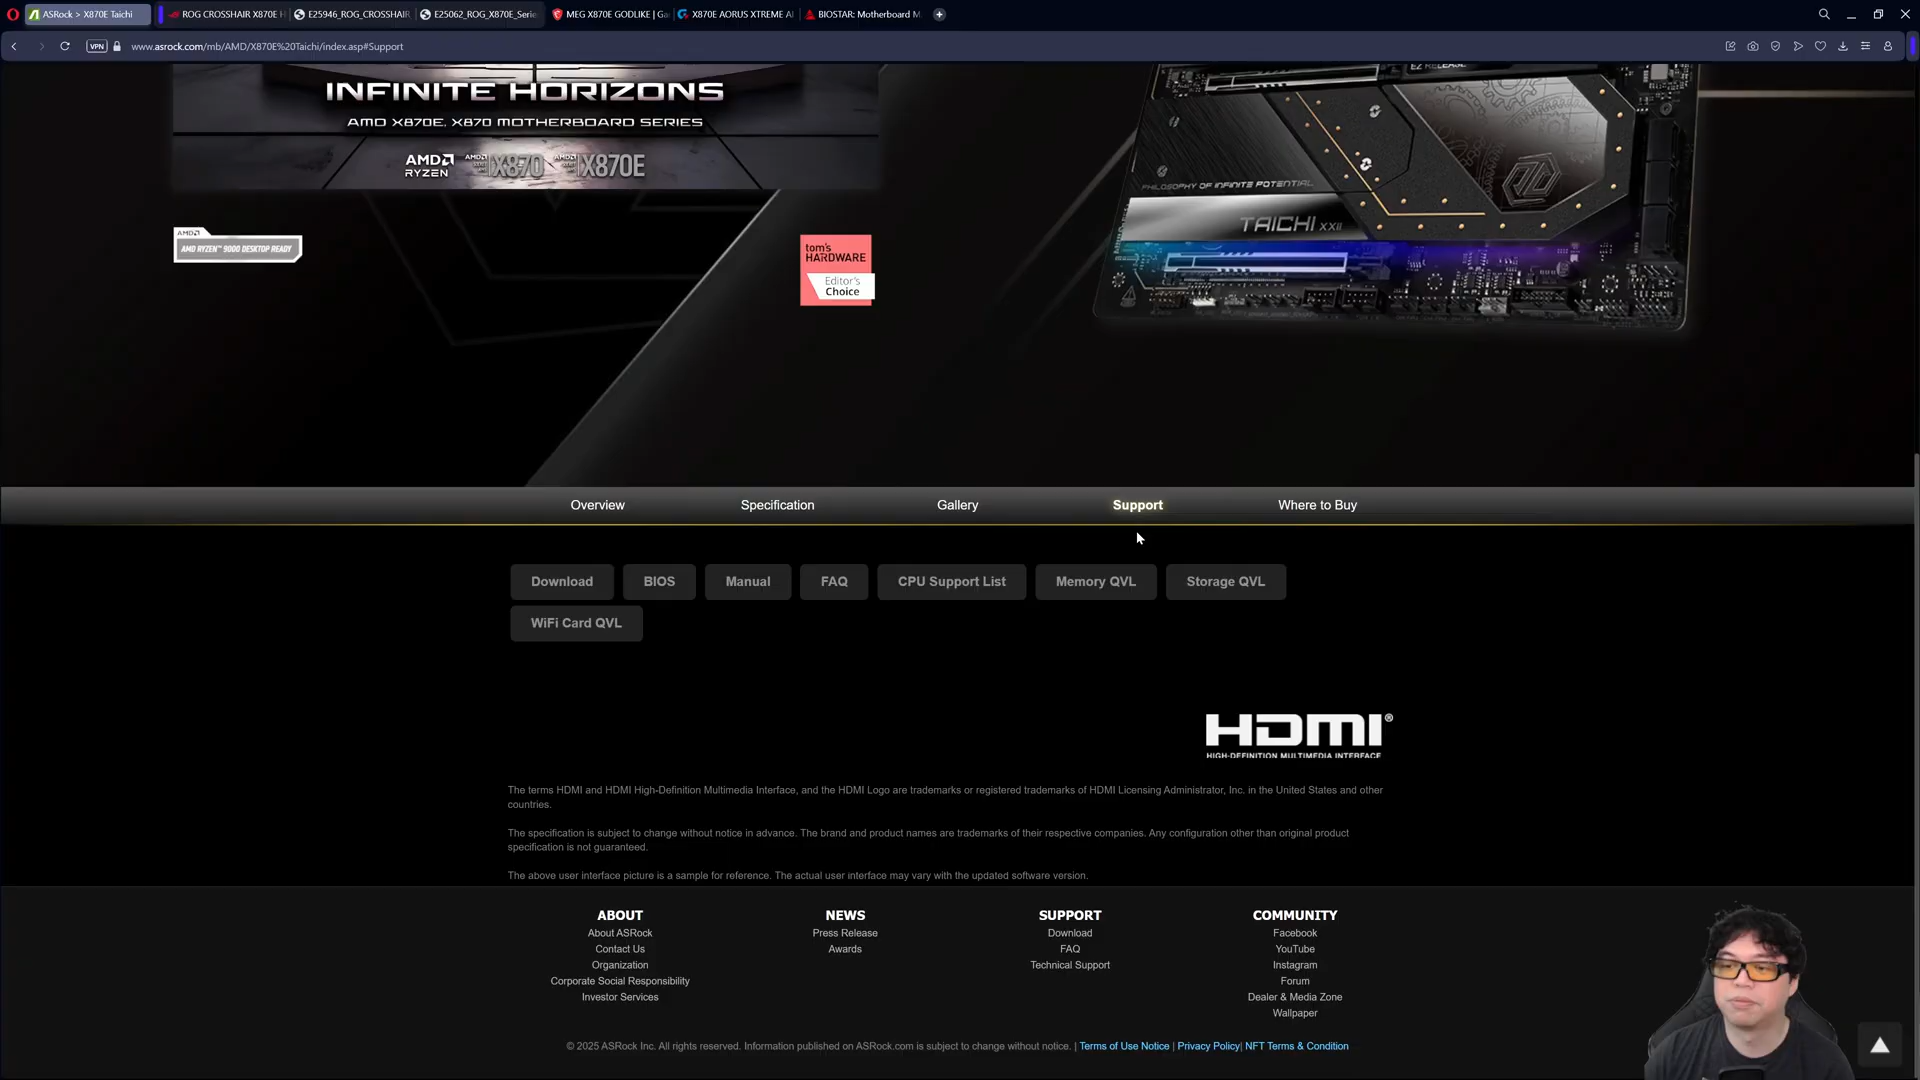 ASRock > X870E Taichi
ROG CROSSHAIR X870E H
E25946_ROG_CROSSHAIR
E25062_ROG_X870E_Serie
MEG X870E GODLIKE | Ga
X870E AORUS XTREME AI
BIOSTAR: Motherboard M
VPN
www.asrock.com/mb/AMD/X870E%20Taichi/index.asp#Support
INFINITE HORIZONS
AMD X870E, X870 MOTHERBOARD SERIES
AMD RYZEN
AMD X870
AMD X870E
EZ RELEASE
PHILOSOPHY OF INFINITE POTENTIAL
TAICHI XXII
AMD
AMD RYZEN™ 9000 DESKTOP READY
tom's
HARDWARE
Editor's
Choice
Overview
Specification
Gallery
Support
Where to Buy
Download
BIOS
Manual
FAQ
CPU Support List
Memory QVL
Storage QVL
WiFi Card QVL
HDMI®
HIGH-DEFINITION MULTIMEDIA INTERFACE
The terms HDMI and HDMI High-Definition Multimedia Interface, and the HDMI Logo are trademarks or registered trademarks of HDMI Licensing Administrator, Inc. in the United States and other
countries.
The specification is subject to change without notice in advance. The brand and product names are trademarks of their respective companies. Any configuration other than original product
specification is not guaranteed.
The above user interface picture is a sample for reference. The actual user interface may vary with the updated software version.
ABOUT
About ASRock
Contact Us
Organization
Corporate Social Responsibility
Investor Services
NEWS
Press Release
Awards
SUPPORT
Download
FAQ
Technical Support
COMMUNITY
Facebook
YouTube
Instagram
Forum
Dealer & Media Zone
Wallpaper
© 2025 ASRock Inc. All rights reserved. Information published on ASRock.com is subject to change without notice. | Terms of Use Notice | Privacy Policy| NFT Terms & Condition